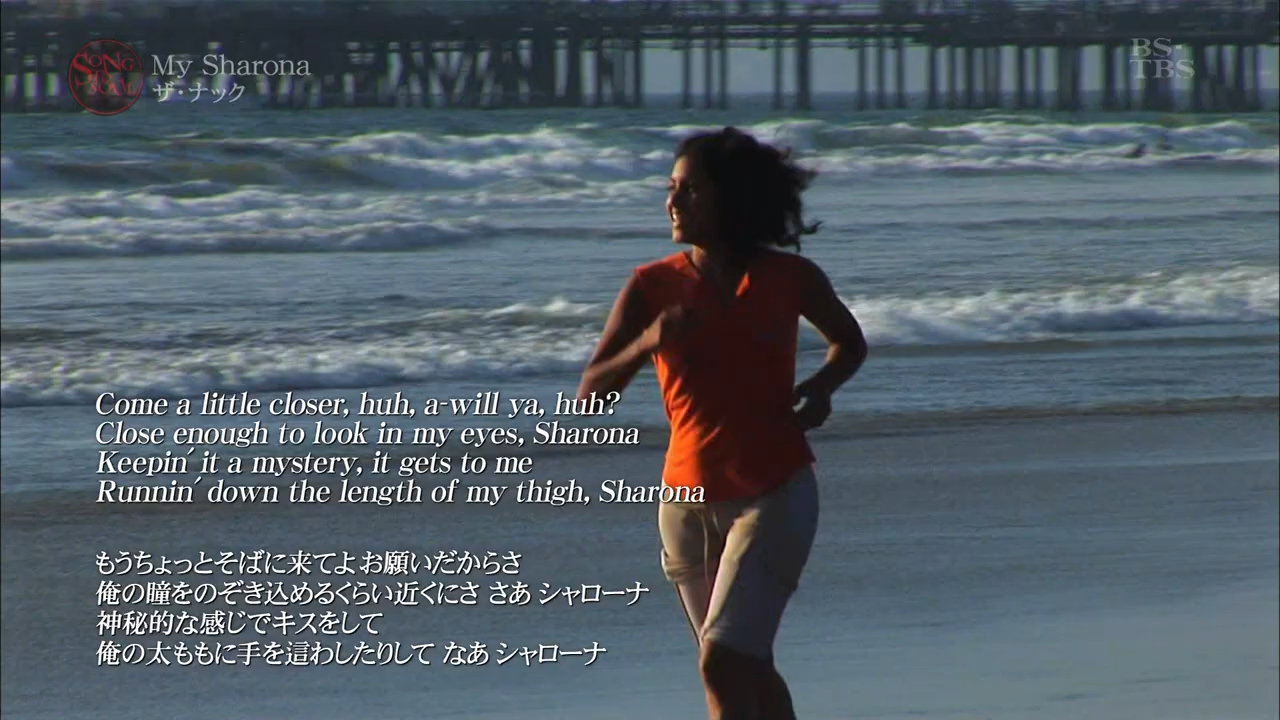 SONG TO SOUL
My Sharona
ザ・ナック
BS-TBS
Come a little closer, huh, a-will ya, huh?
Close enough to look in my eyes, Sharona
Keepin´ it a mystery, it gets to me
Runnin´ down the length of my thigh, Sharona
もうちょっとそばに来てよお願いだからさ
俺の瞳をのぞき込めるくらい近くにさ さあ シャローナ
神秘的な感じでキスをして
俺の太ももに手を這わしたりして なあ シャローナ